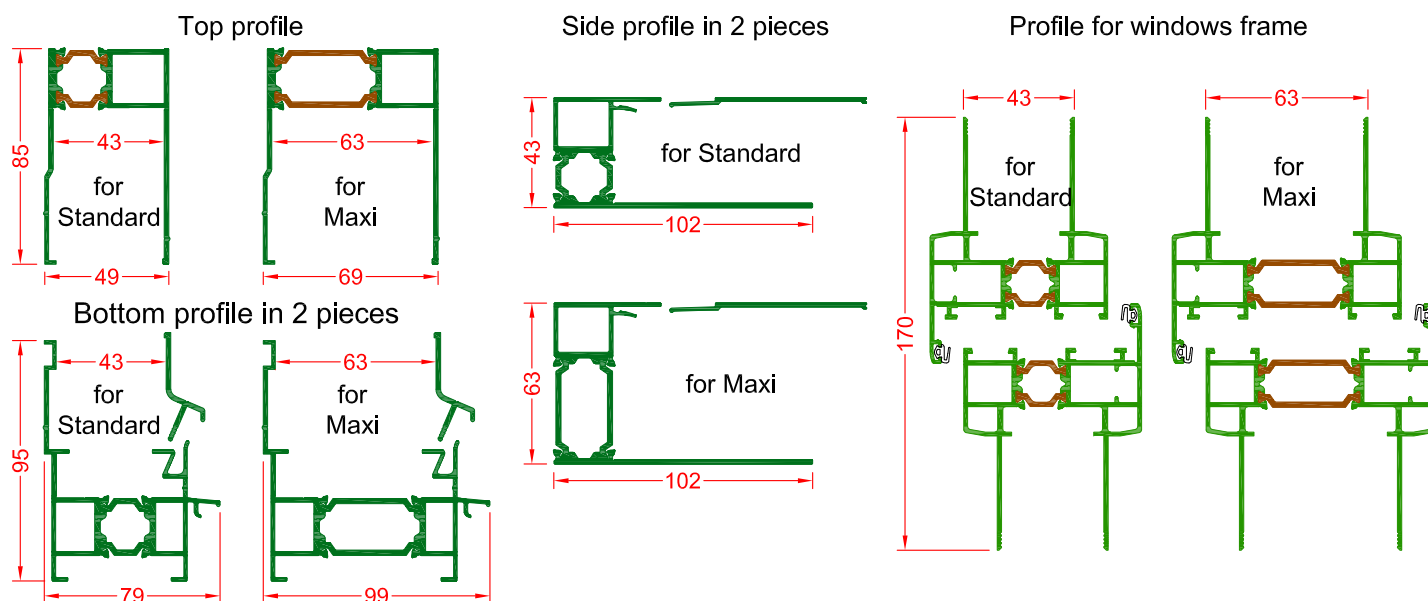 Top profile
85
43
for
Standard
49
63
for
Maxi
69
Bottom profile in 2 pieces
95
43
for
Standard
79
63
for
Maxi
99
Side profile in 2 pieces
43
for Standard
102
63
for Maxi
102
Profile for windows frame
43
63
170
for
Standard
for
Maxi